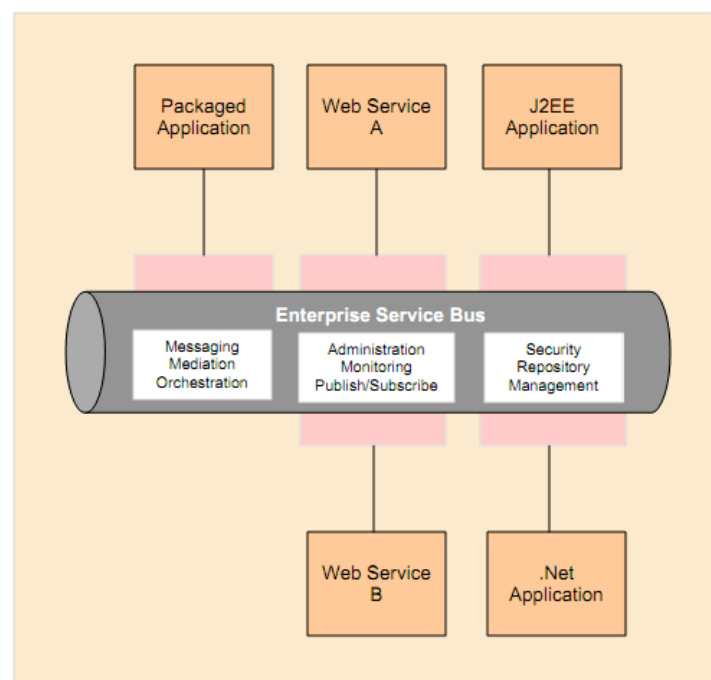 Packaged
Application
Web Service
A
J2EE
Application
Enterprise Service Bus
Messaging
Mediation
Orchestration
Administration
Monitoring
Publish/Subscribe
Security
Repository
Management
Web Service
B
.Net
Application